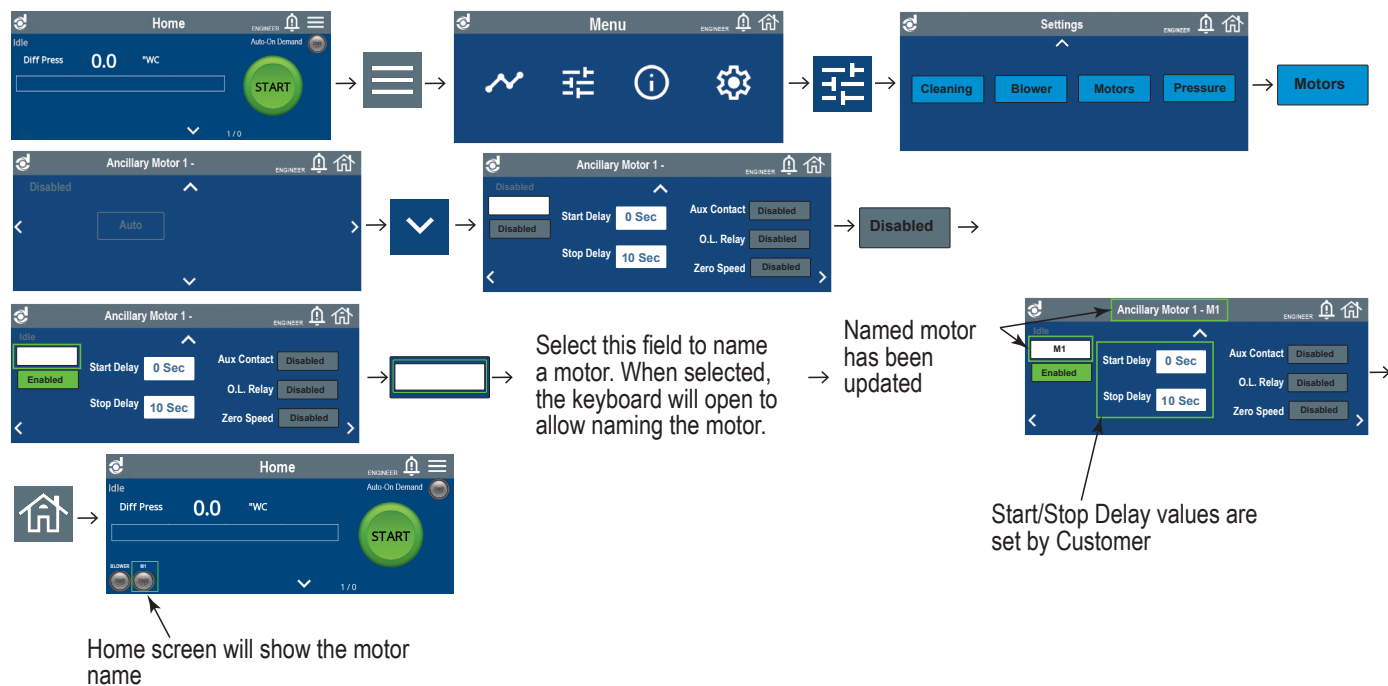 Home
ENGINEER
Idle
Auto-On Demand
Diff Press 0.0 "WC
START
1 / 0
Menu
ENGINEER
Settings
ENGINEER
Cleaning Blower Motors Pressure
Motors
Ancillary Motor 1 -
ENGINEER
Disabled
Auto
Ancillary Motor 1 -
ENGINEER
Disabled
Disabled
Start Delay 0 Sec
Stop Delay 10 Sec
Aux Contact Disabled
O.L. Relay Disabled
Zero Speed Disabled
Disabled
Ancillary Motor 1 -
ENGINEER
Idle
Enabled
Start Delay 0 Sec
Stop Delay 10 Sec
Aux Contact Disabled
O.L. Relay Disabled
Zero Speed Disabled
Select this field to name
a motor. When selected,
the keyboard will open to
allow naming the motor.
Named motor
has been
updated
Ancillary Motor 1 - M1
ENGINEER
Idle
M1
Enabled
Start Delay 0 Sec
Stop Delay 10 Sec
Aux Contact Disabled
O.L. Relay Disabled
Zero Speed Disabled
Start/Stop Delay values are
set by Customer
Home
ENGINEER
Idle
Auto-On Demand
Diff Press 0.0 "WC
START
BLOWER M1
1 / 0
Home screen will show the motor
name